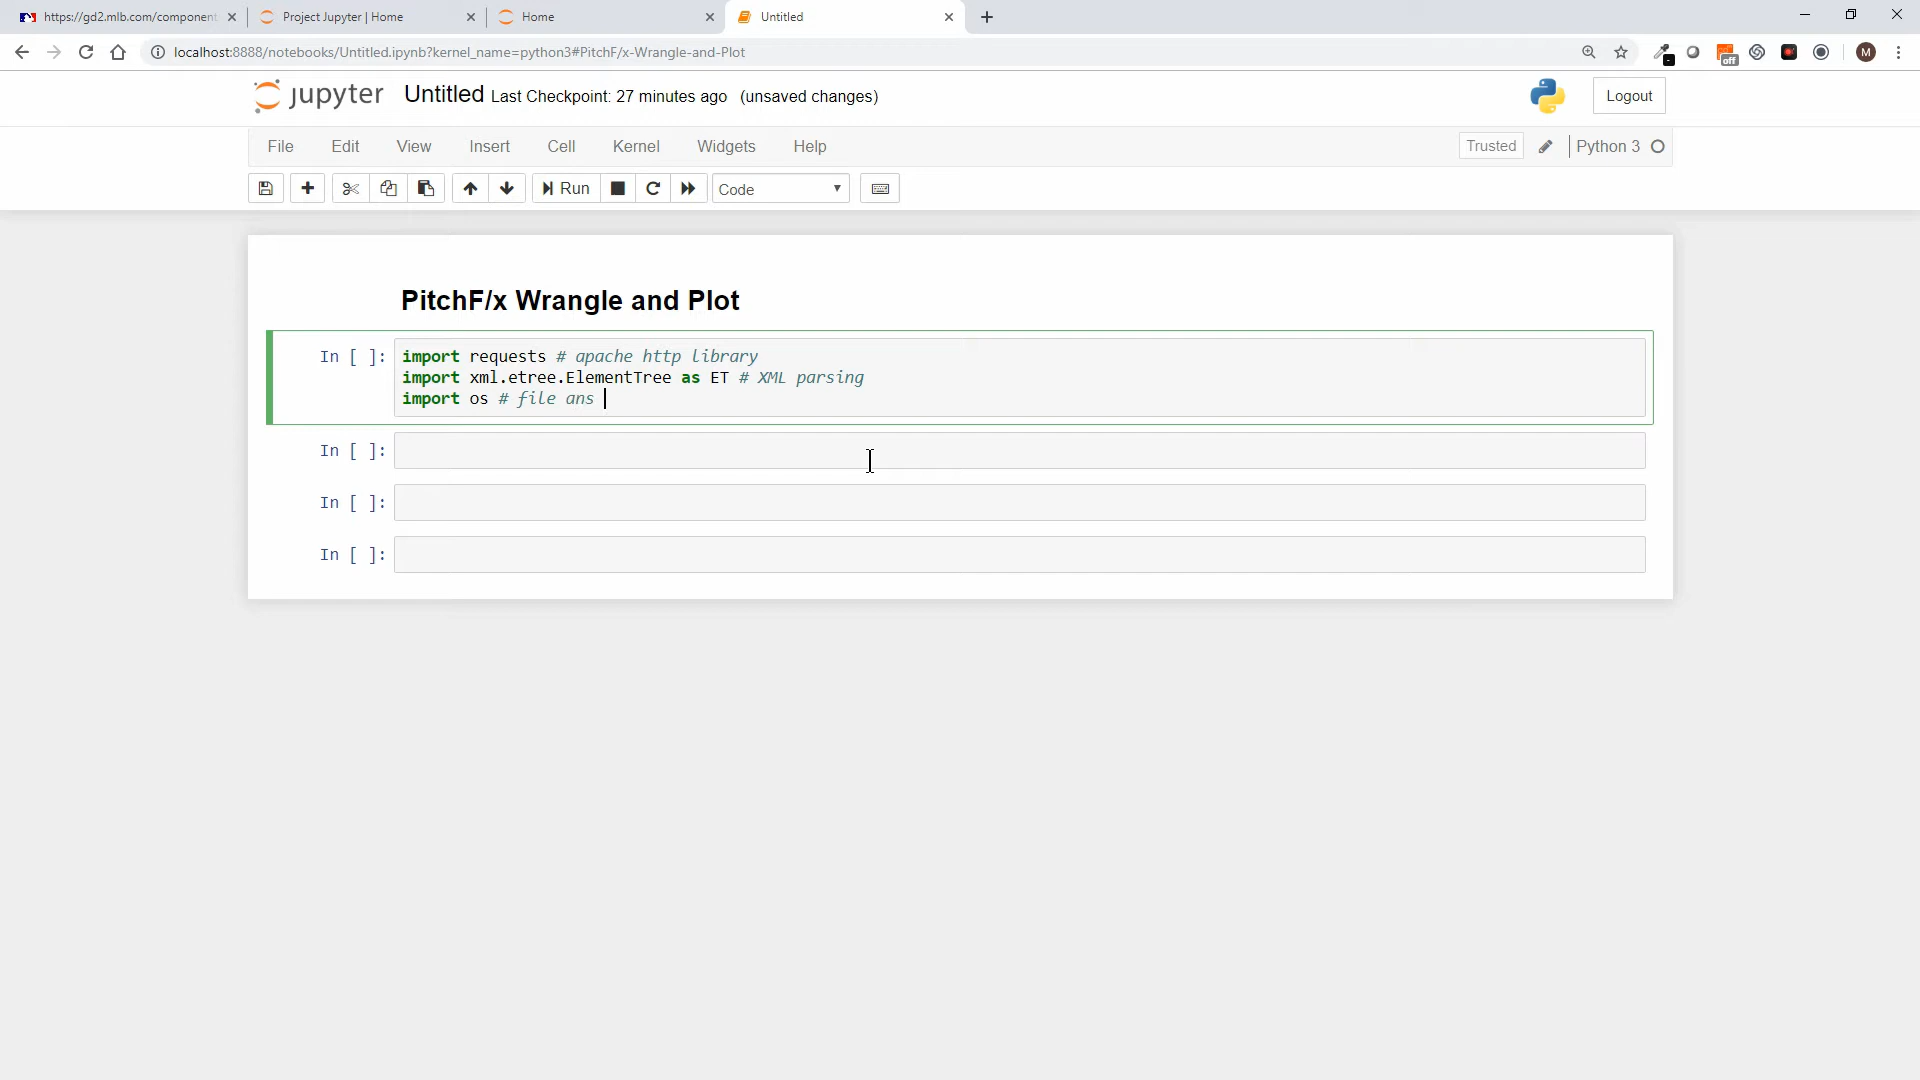 https://gd2.mlb.com/component
Project Jupyter | Home
Home
Untitled
localhost:8888/notebooks/Untitled.ipynb?kernel_name=python3#PitchF/x-Wrangle-and-Plot
off
M
jupyter Untitled Last Checkpoint: 27 minutes ago (unsaved changes)
Logout
File Edit View Insert Cell Kernel Widgets Help
Trusted Python 3
Run Code
PitchF/x Wrangle and Plot
In [ ]: import requests # apache http library
import xml.etree.ElementTree as ET # XML parsing
import os # file ans
In [ ]:
In [ ]:
In [ ]: